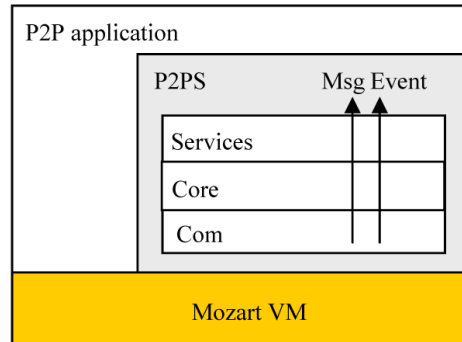 P2P application
P2PS Msg Event
Services
Core
Com
Mozart VM